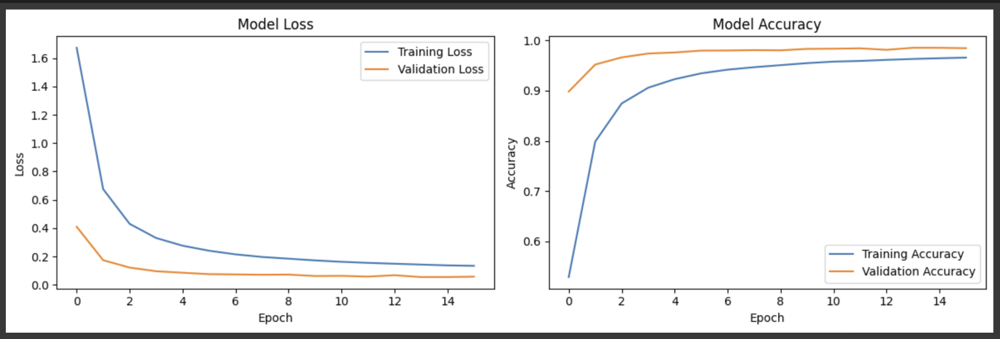 Model Loss
Training Loss
Validation Loss
1.6
1.4
1.2
1.0
0.8
0.6
0.4
0.2
0.0
Loss
0 2 4 6 8 10 12 14
Epoch
Model Accuracy
1.0
0.9
0.8
0.7
0.6
Accuracy
Training Accuracy
Validation Accuracy
0 2 4 6 8 10 12 14
Epoch